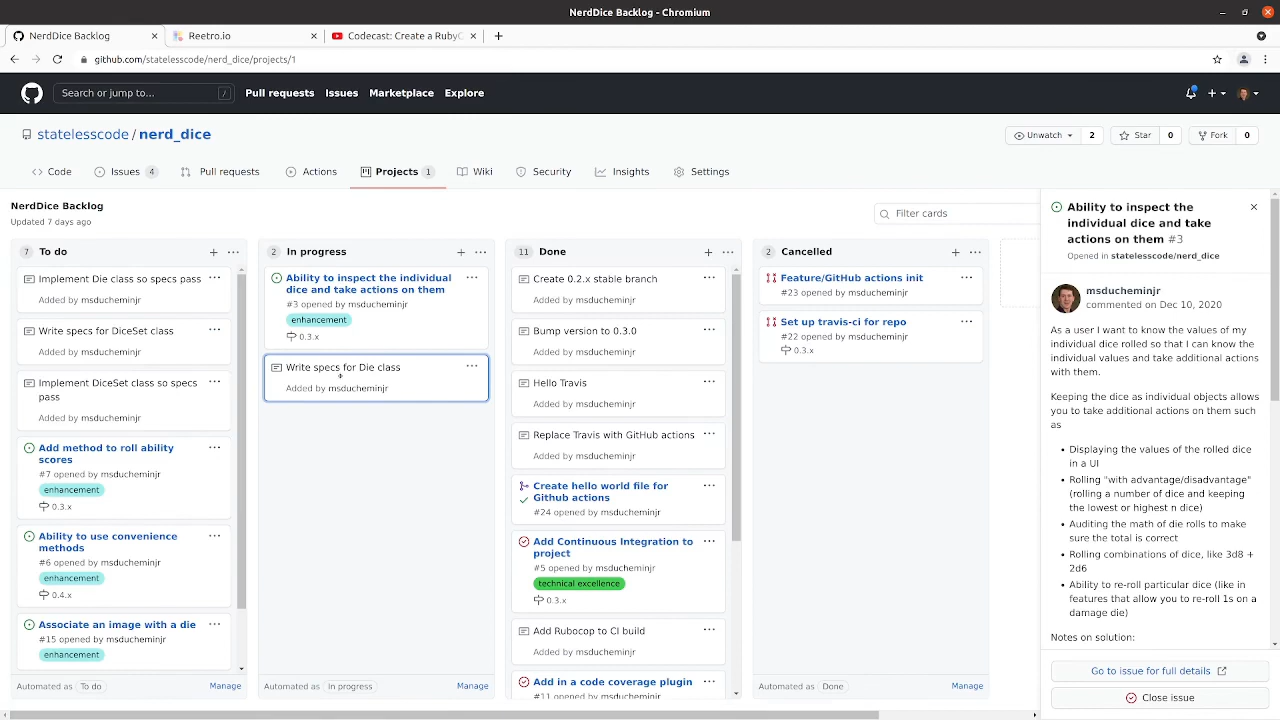 NerdDice Backlog - Chromium
NerdDice Backlog
Reetro.io
Codecast: Create a RubyG
github.com/statelesscode/nerd_dice/projects/1
Search or jump to...
/
Pull requests
Issues
Marketplace
Explore
statelesscode / nerd_dice
Unwatch 2
Star 0
Fork 0
Code
Issues 4
Pull requests
Actions
Projects 1
Wiki
Security
Insights
Settings
NerdDice Backlog
Updated 7 days ago
Filter cards
7 To do
Implement Die class so specs pass
Added by msducheminjr
Write specs for DiceSet class
Added by msducheminjr
Implement DiceSet class so specs
pass
Added by msducheminjr
Add method to roll ability
scores
#7 opened by msducheminjr
enhancement
0.3.x
Ability to use convenience
methods
#6 opened by msducheminjr
enhancement
0.4.x
Associate an image with a die
#15 opened by msducheminjr
enhancement
Automated as To do
Manage
2 In progress
Ability to inspect the individual
dice and take actions on them
#3 opened by msducheminjr
enhancement
0.3.x
Write specs for Die class
Added by msducheminjr
Automated as In progress
Manage
11 Done
Create 0.2.x stable branch
Added by msducheminjr
Bump version to 0.3.0
Added by msducheminjr
Hello Travis
Added by msducheminjr
Replace Travis with GitHub actions
Added by msducheminjr
Create hello world file for
Github actions
#24 opened by msducheminjr
Add Continuous Integration to
project
#5 opened by msducheminjr
technical excellence
0.3.x
Add Rubocop to CI build
Added by msducheminjr
Add in a code coverage plugin
#11 opened by msducheminjr
2 Cancelled
Feature/GitHub actions init
#23 opened by msducheminjr
Set up travis-ci for repo
#22 opened by msducheminjr
0.3.x
Automated as Done
Manage
Ability to inspect the
individual dice and take
actions on them #3
Opened in statelesscode/nerd_dice
msducheminjr
commented on Dec 10, 2020
As a user I want to know the values of my
individual dice rolled so that I can know the
individual values and take additional actions
with them.
Keeping the dice as individual objects allows
you to take additional actions on them such
as
• Displaying the values of the rolled dice
in a UI
• Rolling "with advantage/disadvantage"
(rolling a number of dice and keeping
the lowest or highest n dice)
• Auditing the math of die rolls to make
sure the total is correct
• Rolling combinations of dice, like 3d8 +
2d6
• Ability to re-roll particular dice (like in
features that allow you to re-roll 1s on a
damage die)
Notes on solution:
Go to issue for full details
Close issue